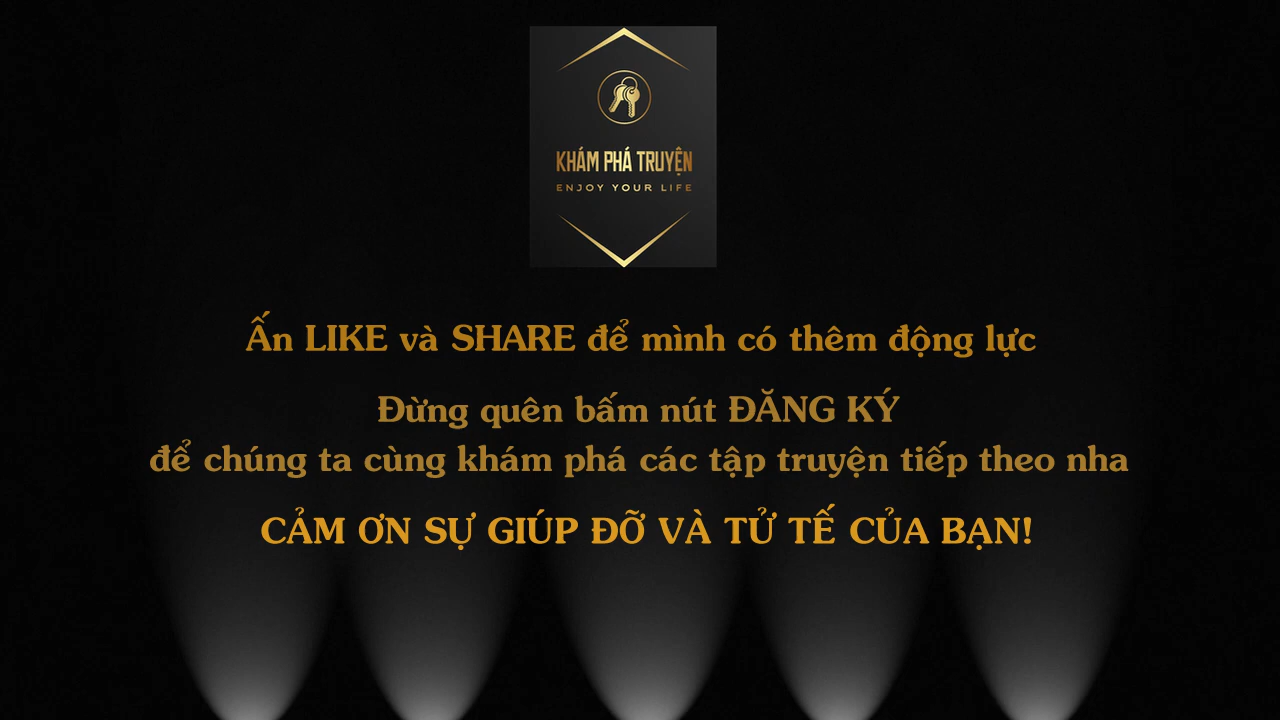 KHÁM PHÁ TRUYỆN
ENJOY YOUR LIFE
Ấn LIKE và SHARE để mình có thêm động lực
Đừng quên bấm nút ĐĂNG KÝ
để chúng ta cùng khám phá các tập truyện tiếp theo nha
CẢM ƠN SỰ GIÚP ĐỠ VÀ TỬ TẾ CỦA BẠN!